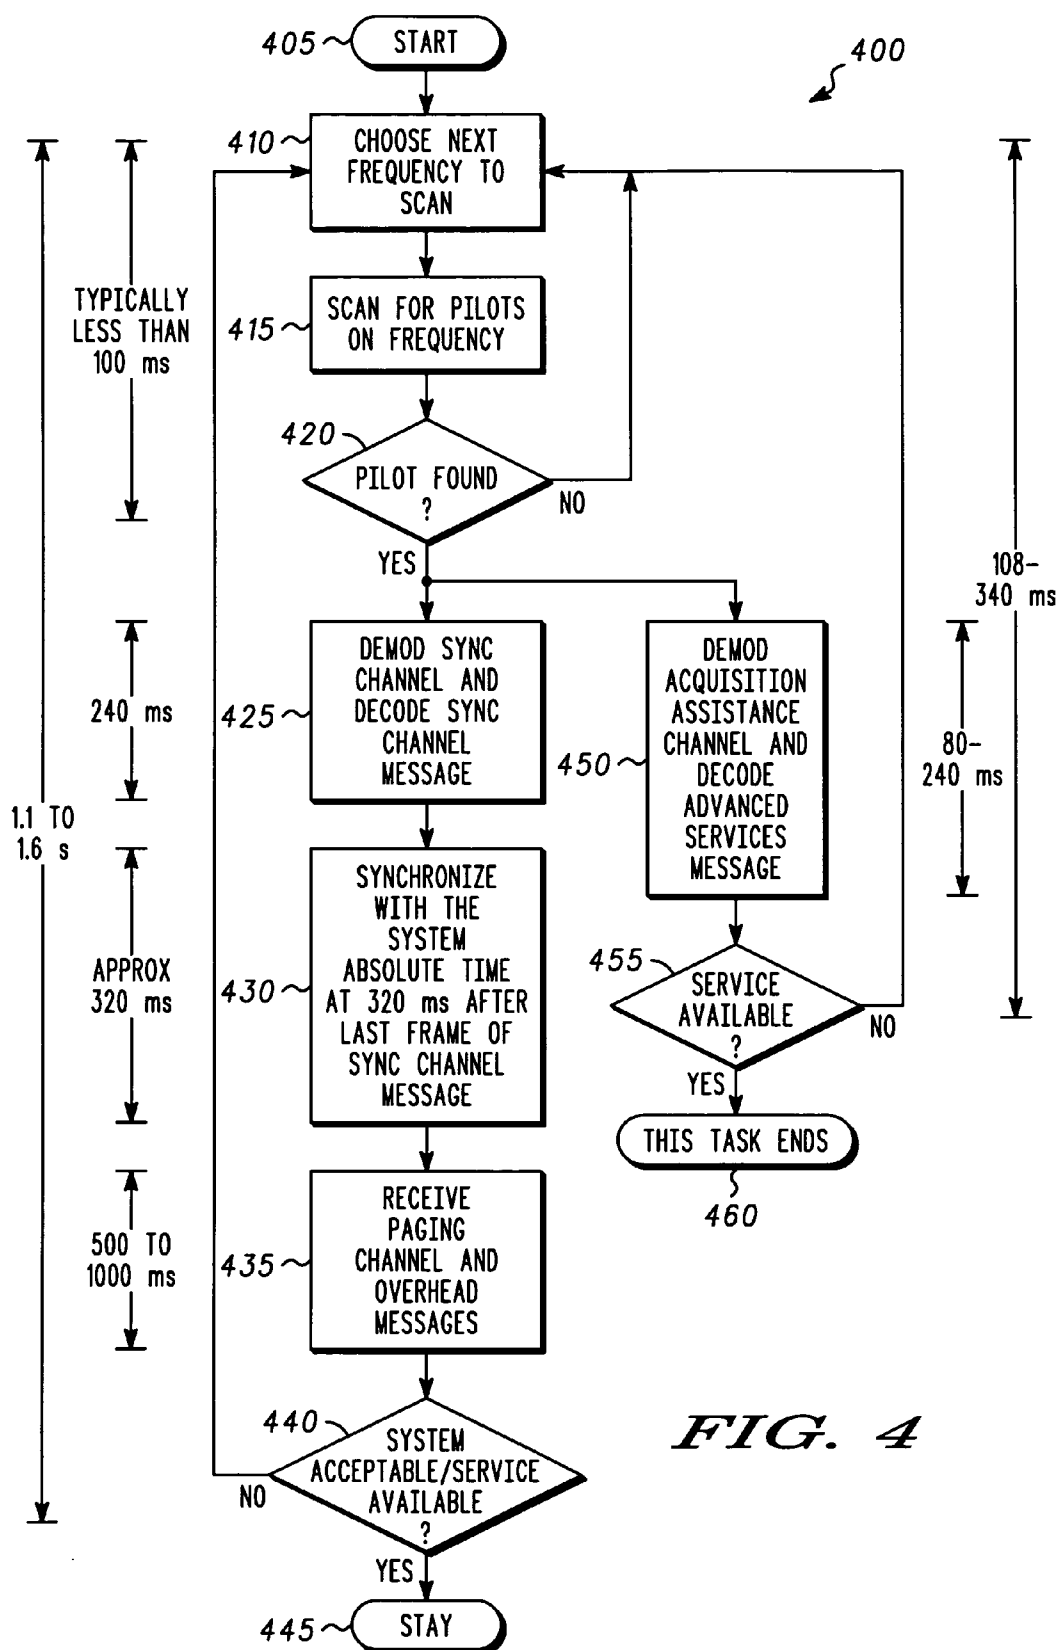 405
START
400
410
CHOOSE NEXT
FREQUENCY TO
SCAN
TYPICALLY
LESS THAN
100 ms
415
SCAN FOR PILOTS
ON FREQUENCY
420
PILOT FOUND
?
NO
YES
108-
340 ms
240 ms
425
DEMOD SYNC
CHANNEL AND
DECODE SYNC
CHANNEL
MESSAGE
450
DEMOD
ACQUISITION
ASSISTANCE
CHANNEL AND
DECODE
ADVANCED
SERVICES
MESSAGE
80-
240 ms
1.1 TO
1.6 s
APPROX
320 ms
430
SYNCHRONIZE
WITH THE
SYSTEM
ABSOLUTE TIME
AT 320 ms AFTER
LAST FRAME OF
SYNC CHANNEL
MESSAGE
455
SERVICE
AVAILABLE
?
NO
YES
THIS TASK ENDS
460
500 TO
1000 ms
435
RECEIVE
PAGING
CHANNEL AND
OVERHEAD
MESSAGES
440
SYSTEM
ACCEPTABLE/SERVICE
AVAILABLE
?
NO
YES
445
STAY
FIG. 4